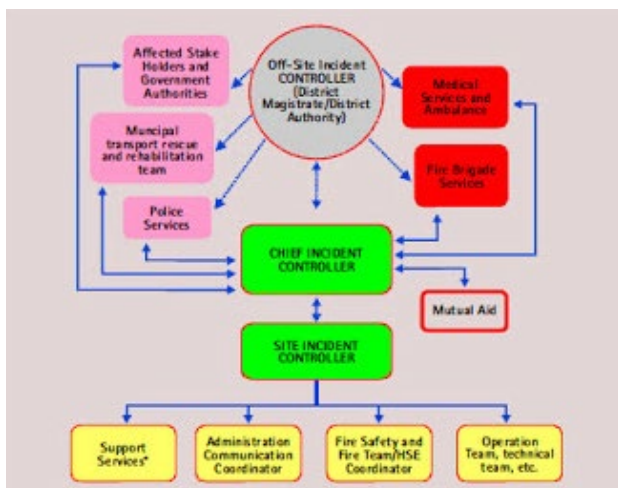 Affected Stake
Holders and
Government
Authorities
Off-Site Incident
CONTROLLER
(District
Magistrate/District
Authority)
Medical
Services and
Ambulance
Muncipal
transport rescue
and rehabilitation
team
Fire Brigade
Services
Police
Services
CHIEF INCIDENT
CONTROLLER
Mutual Aid
SITE INCIDENT
CONTROLLER
Support
Services*
Administration
Communication
Coordinator
Fire Safety and
Fire Team/HSE
Coordinator
Operation
Team, technical
team, etc.